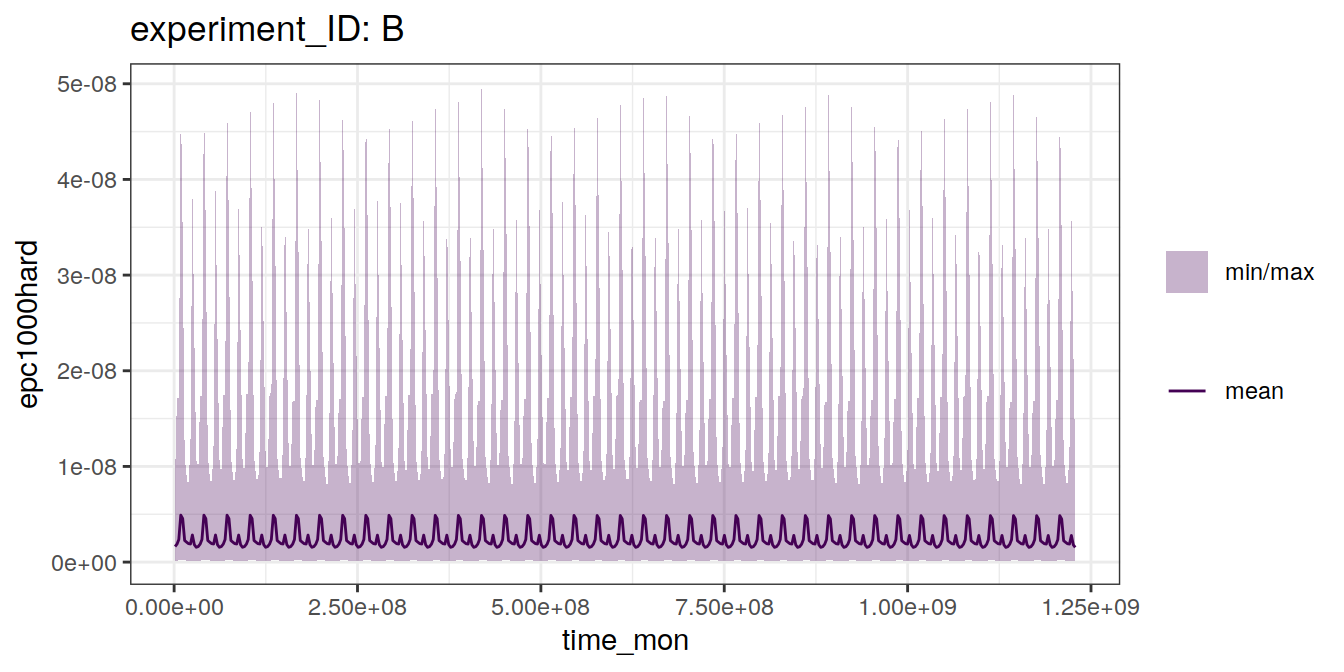 experiment_ID: B
5e-08
4e-08
3e-08
2e-08
1e-08
0e+00
epc1000hard
0.00e+00 2.50e+08 5.00e+08 7.50e+08 1.00e+09 1.25e+09
time_mon
min/max
mean